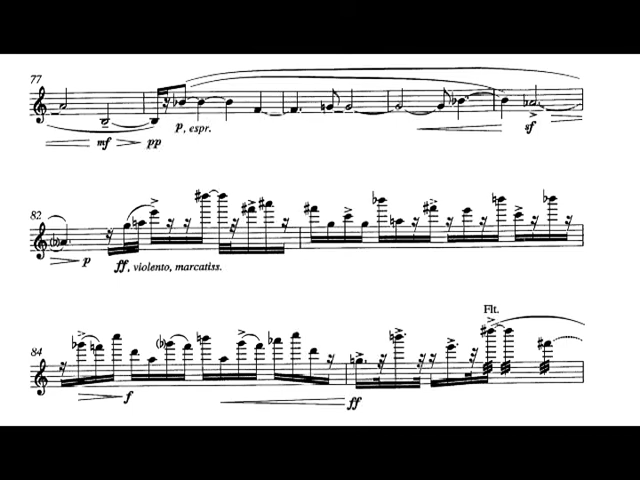 77
mf pp p, espr. sf
82
p ff, violento, marcatiss.
Flt.
84
f ff